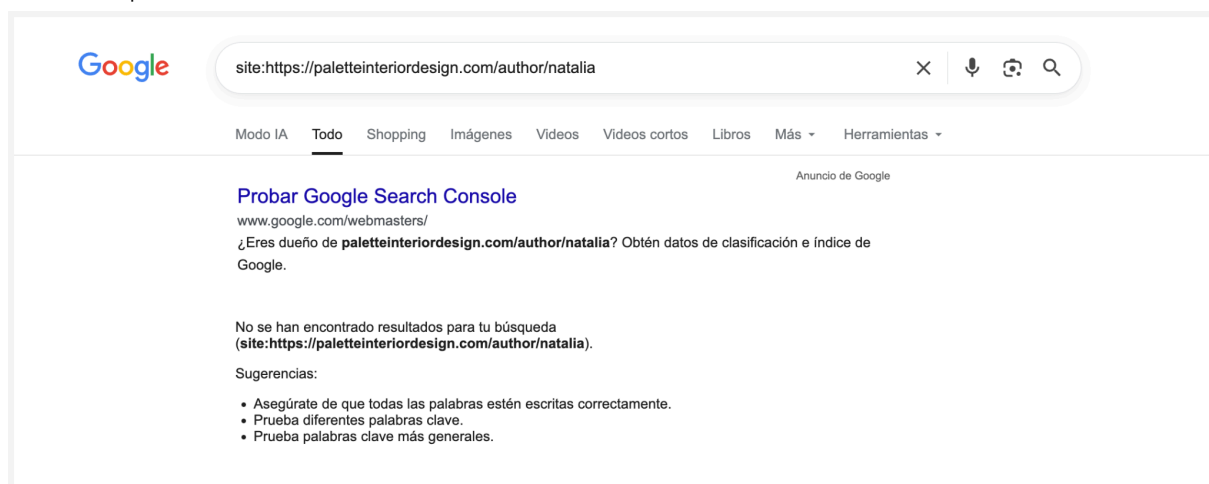 Google
site:https://paletteinteriordesign.com/author/natalia
Modo IA Todo Shopping Imágenes Videos Videos cortos Libros Más Herramientas
Anuncio de Google
Probar Google Search Console
www.google.com/webmasters/
¿Eres dueño de paletteinteriordesign.com/author/natalia? Obtén datos de clasificación e índice de
Google.
No se han encontrado resultados para tu búsqueda
(site:https://paletteinteriordesign.com/author/natalia).
Sugerencias:
• Asegúrate de que todas las palabras estén escritas correctamente.
• Prueba diferentes palabras clave.
• Prueba palabras clave más generales.